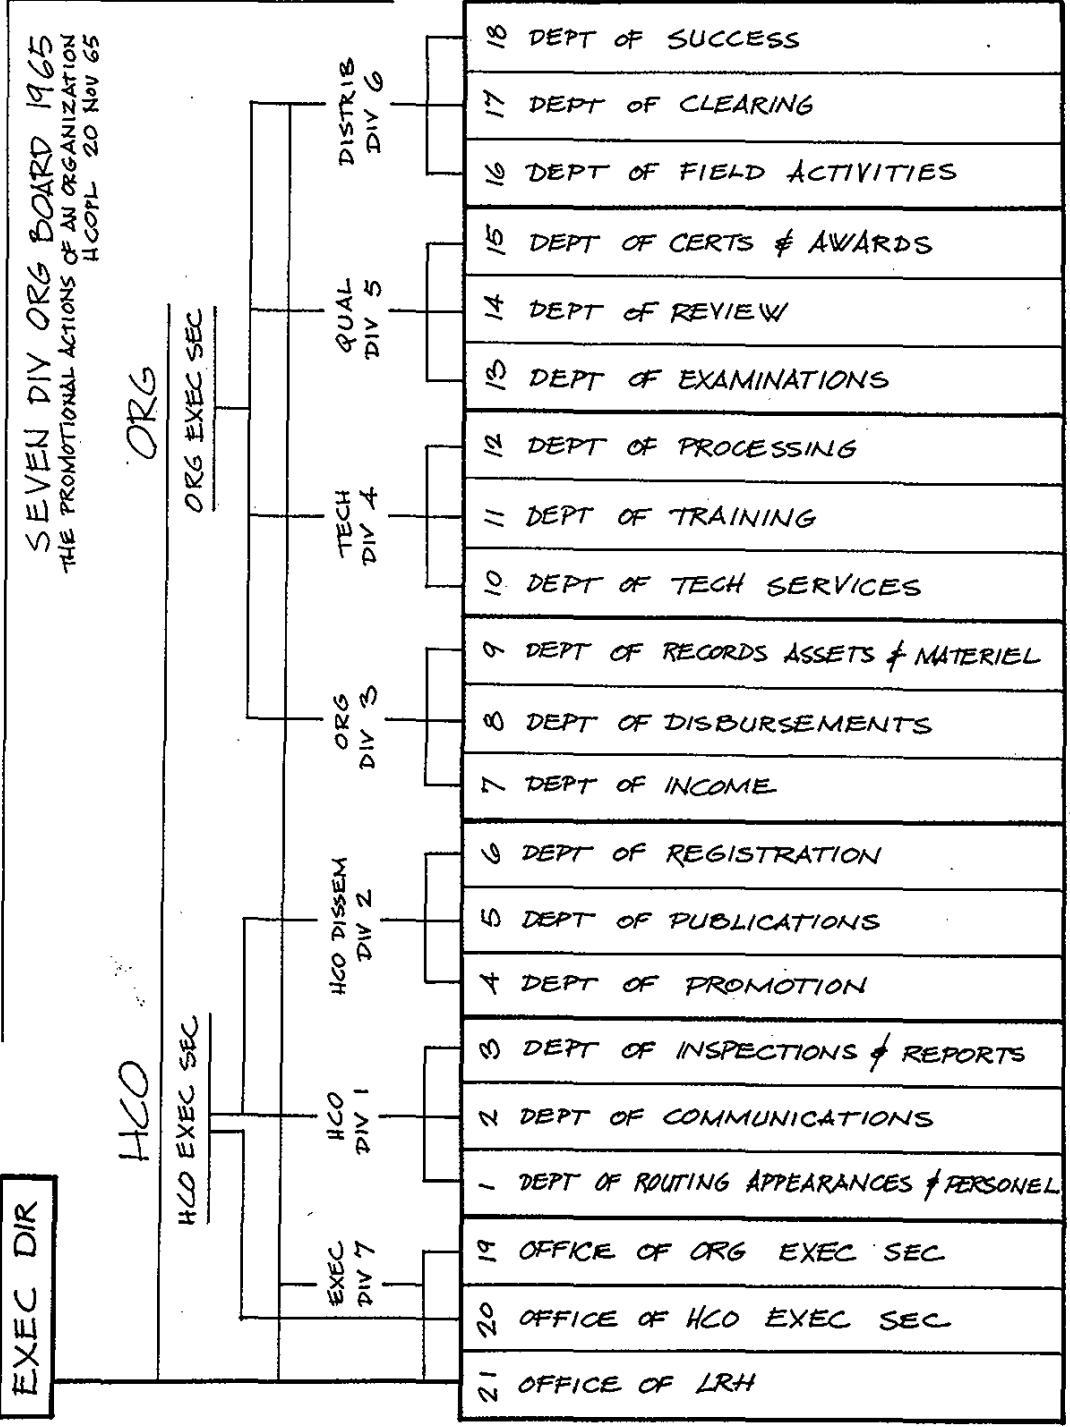 SEVEN DIV ORG BOARD 1965
THE PROMOTIONAL ACTIONS OF AN ORGANIZATION
HCOPL 20 NOV 65
EXEC DIR
HCO
HCO EXEC SEC
ORG
ORG EXEC SEC
DISTRIB
DIV 6
18 DEPT OF SUCCESS
17 DEPT OF CLEARING
16 DEPT OF FIELD ACTIVITIES
QUAL
DIV 5
15 DEPT OF CERTS & AWARDS
14 DEPT OF REVIEW
13 DEPT OF EXAMINATIONS
TECH
DIV 4
12 DEPT OF PROCESSING
11 DEPT OF TRAINING
10 DEPT OF TECH SERVICES
ORG
DIV 3
9 DEPT OF RECORDS ASSETS & MATERIEL
8 DEPT OF DISBURSEMENTS
7 DEPT OF INCOME
HCO DISSEM
DIV 2
6 DEPT OF REGISTRATION
5 DEPT OF PUBLICATIONS
4 DEPT OF PROMOTION
HCO
DIV 1
3 DEPT OF INSPECTIONS & REPORTS
2 DEPT OF COMMUNICATIONS
1 DEPT OF ROUTING APPEARANCES & PERSONEL
EXEC
DIV 7
19 OFFICE OF ORG EXEC SEC
20 OFFICE OF HCO EXEC SEC
21 OFFICE OF LRH